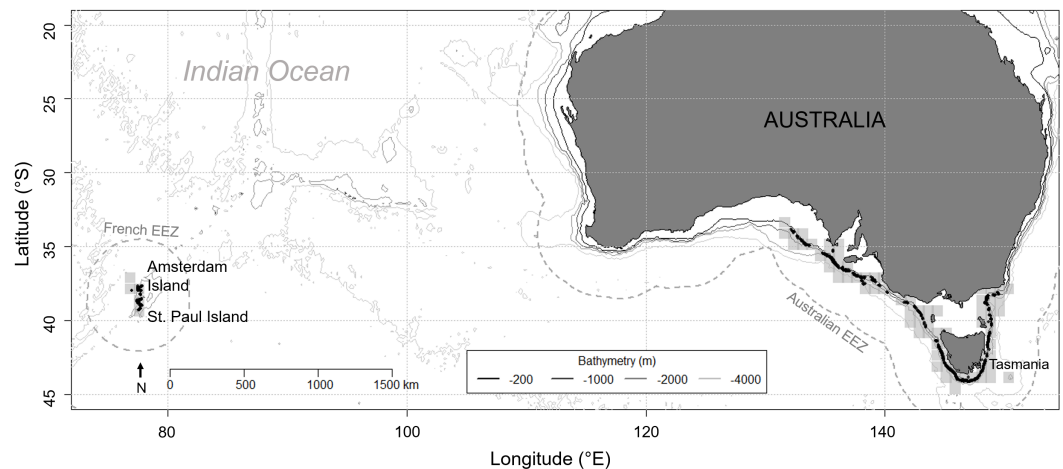 20
25
30
35
40
45
Latitude (°S)
Indian Ocean
AUSTRALIA
French EEZ
Amsterdam
Island
St. Paul Island
N
0
500
1000
1500 km
Bathymetry (m)
-200
-1000
-2000
-4000
Australian EEZ
Tasmania
80
100
120
140
Longitude (°E)